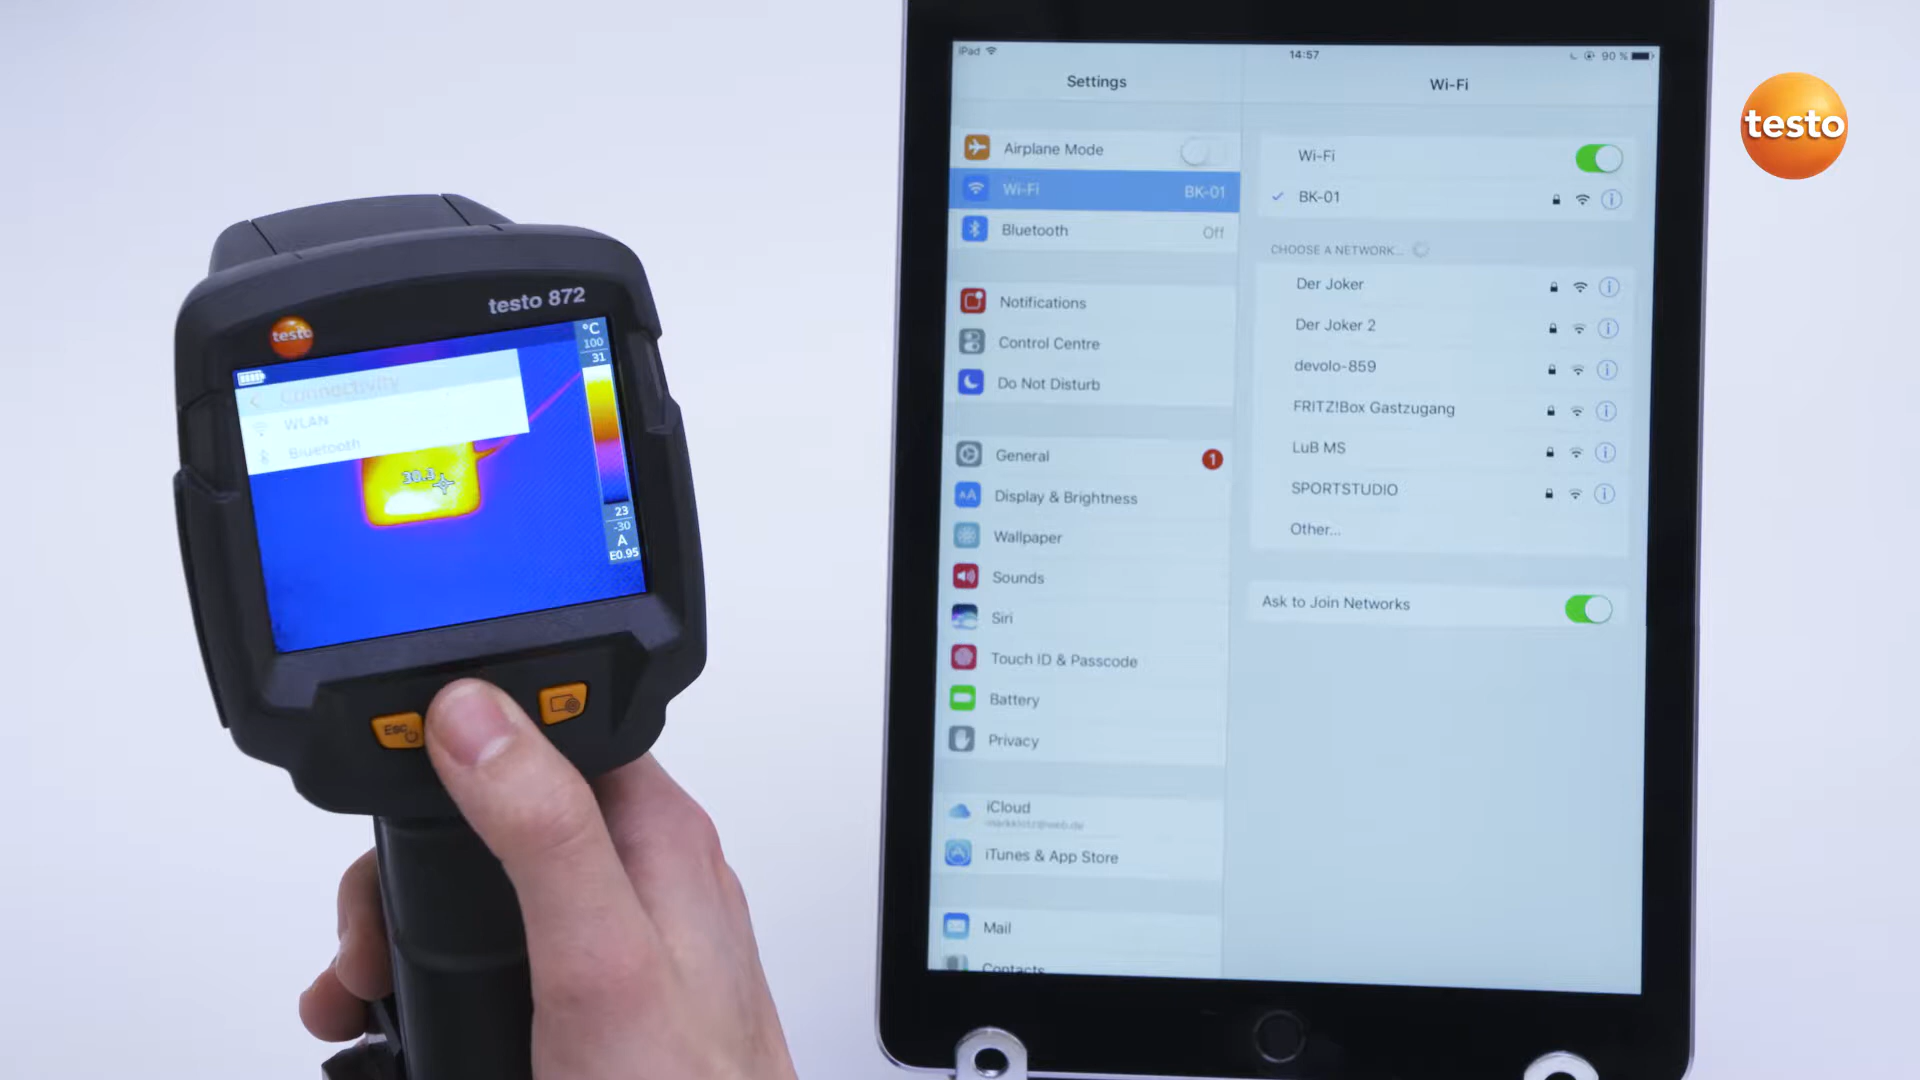 testo
testo 872
testo
°C
100
31
Connectivity
WLAN
Bluetooth
30.3
23
-30
A
E0.95
Esc
iPad
14:57
90 %
Settings
Airplane Mode
Wi-Fi BK-01
Bluetooth Off
Notifications
Control Centre
Do Not Disturb
General 1
AA Display & Brightness
Wallpaper
Sounds
Siri
Touch ID & Passcode
Battery
Privacy
iCloud
iTunes & App Store
Mail
Contacts
Wi-Fi
Wi-Fi
BK-01
CHOOSE A NETWORK...
Der Joker
Der Joker 2
devolo-859
FRITZ!Box Gastzugang
LuB MS
SPORTSTUDIO
Other...
Ask to Join Networks